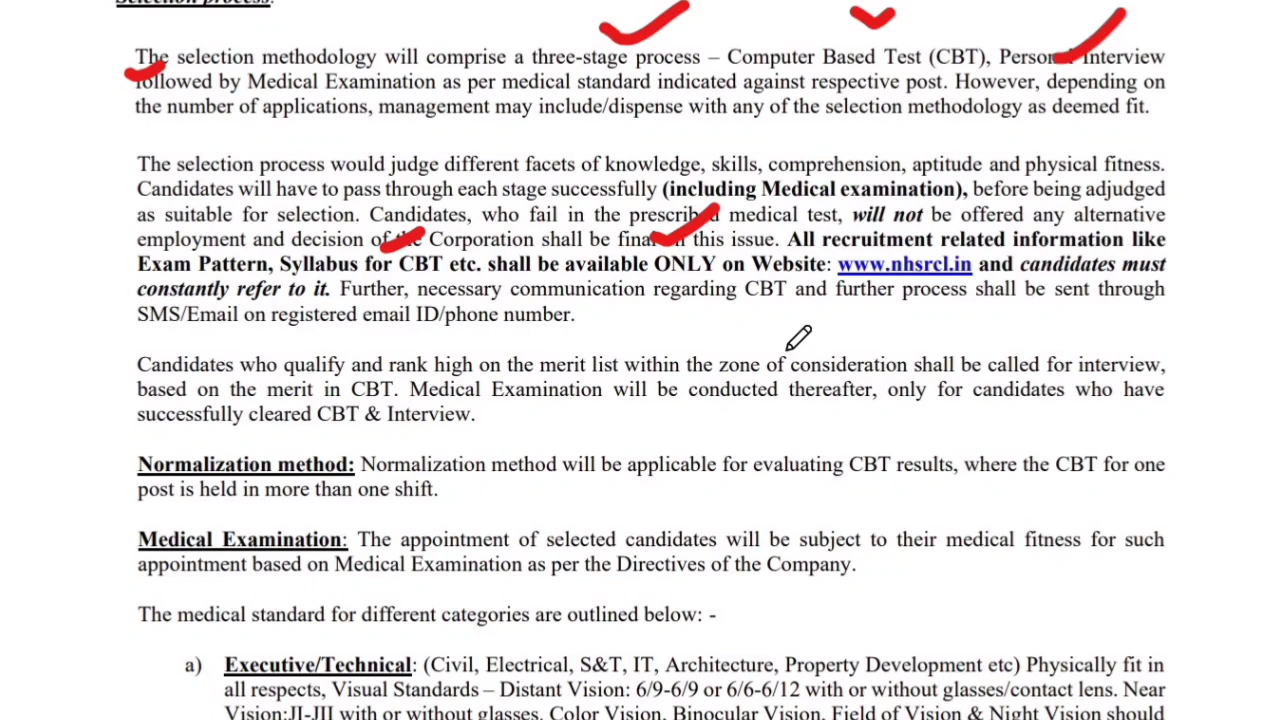 Selection process:
The selection methodology will comprise a three-stage process – Computer Based Test (CBT), Personal Interview
followed by Medical Examination as per medical standard indicated against respective post. However, depending on
the number of applications, management may include/dispense with any of the selection methodology as deemed fit.
The selection process would judge different facets of knowledge, skills, comprehension, aptitude and physical fitness.
Candidates will have to pass through each stage successfully (including Medical examination), before being adjudged
as suitable for selection. Candidates, who fail in the prescribed medical test, will not be offered any alternative
employment and decision of the Corporation shall be final on this issue. All recruitment related information like
Exam Pattern, Syllabus for CBT etc. shall be available ONLY on Website: www.nhsrcl.in and candidates must
constantly refer to it. Further, necessary communication regarding CBT and further process shall be sent through
SMS/Email on registered email ID/phone number.
Candidates who qualify and rank high on the merit list within the zone of consideration shall be called for interview,
based on the merit in CBT. Medical Examination will be conducted thereafter, only for candidates who have
successfully cleared CBT & Interview.
Normalization method: Normalization method will be applicable for evaluating CBT results, where the CBT for one
post is held in more than one shift.
Medical Examination: The appointment of selected candidates will be subject to their medical fitness for such
appointment based on Medical Examination as per the Directives of the Company.
The medical standard for different categories are outlined below: -
a) Executive/Technical: (Civil, Electrical, S&T, IT, Architecture, Property Development etc) Physically fit in
all respects, Visual Standards – Distant Vision: 6/9-6/9 or 6/6-6/12 with or without glasses/contact lens. Near
Vision:JI-JII with or without glasses. Color Vision, Binocular Vision, Field of Vision & Night Vision should